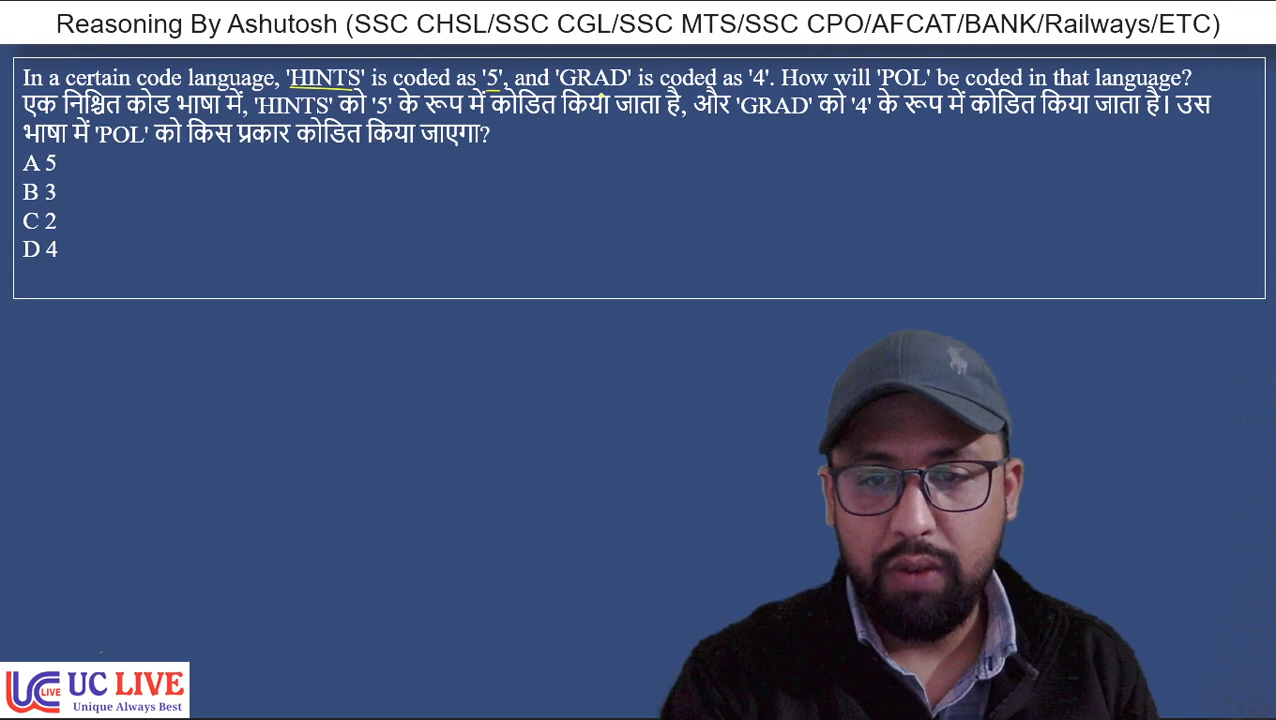 Reasoning By Ashutosh (SSC CHSL/SSC CGL/SSC MTS/SSC CPO/AFCAT/BANK/Railways/ETC)
In a certain code language, 'HINTS' is coded as '5', and 'GRAD' is coded as '4'. How will 'POL' be coded in that language?
एक निश्चित कोड भाषा में, 'HINTS' को '5' के रूप में कोडित किया जाता है, और 'GRAD' को '4' के रूप में कोडित किया जाता है। उस
भाषा में 'POL' को किस प्रकार कोडित किया जाएगा?
A 5
B 3
C 2
D 4
UC LIVE
LIVE
Unique Always Best